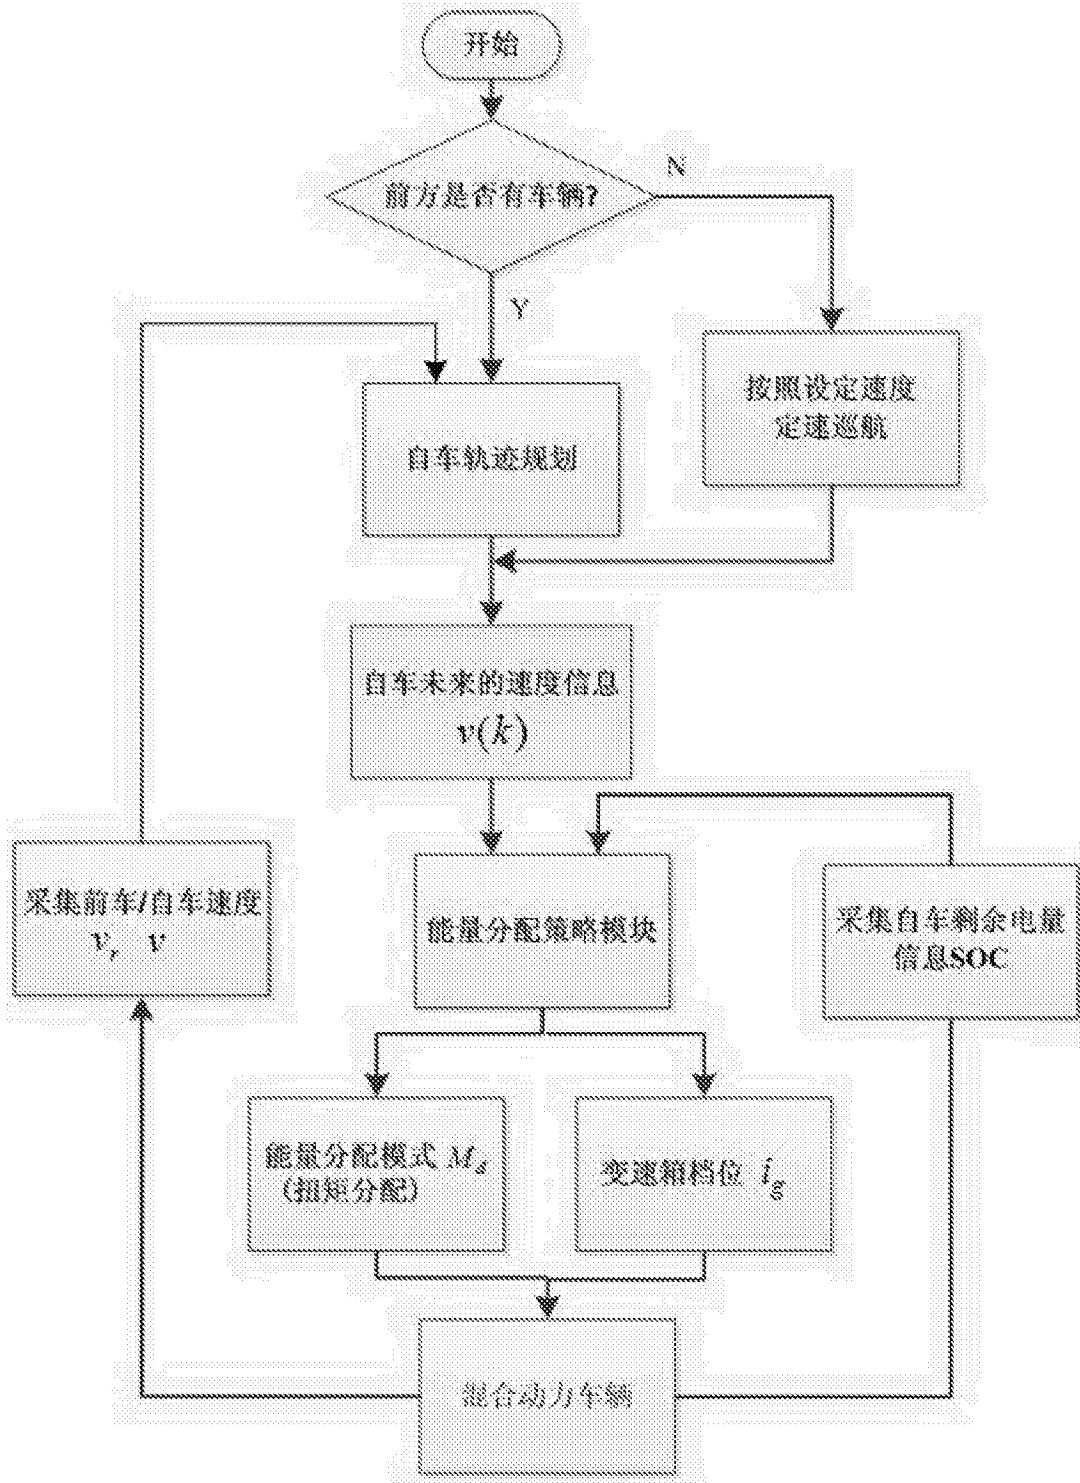 开始
前方是否有车辆?
N
Y
按照设定速度
定速巡航
自车轨迹规划
自车未来的速度信息
v(k)
采集前车/自车速度
v_r v
能量分配策略模块
采集自车剩余电量
信息SOC
能量分配模式 M_d
(扭矩分配)
变速箱档位 i_g
混合动力车辆